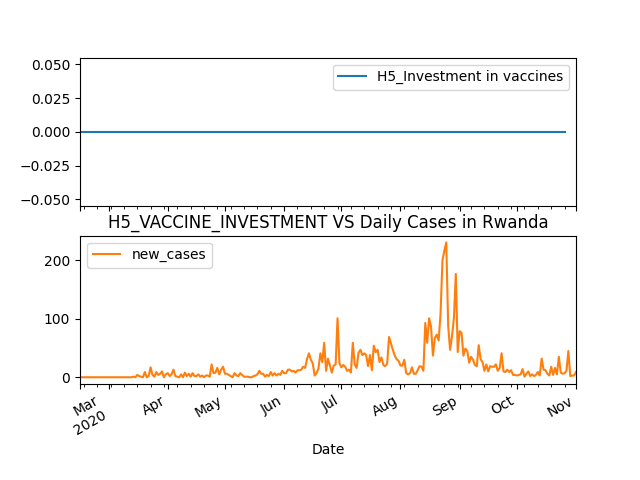 0.050
0.025
0.000
−0.025
−0.050
H5_Investment in vaccines
H5_VACCINE_INVESTMENT VS Daily Cases in Rwanda
200
100
0
new_cases
Mar
2020
Apr
May
Jun
Jul
Aug
Sep
Oct
Nov
Date